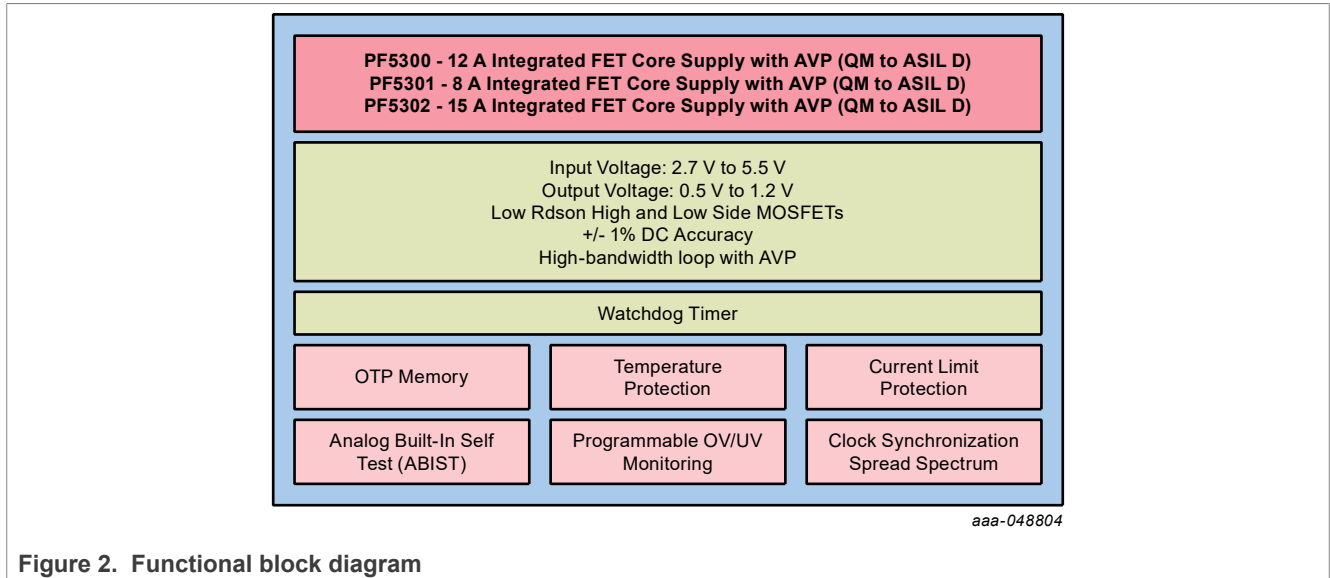 PF5300 - 12 A Integrated FET Core Supply with AVP (QM to ASIL D)
PF5301 - 8 A Integrated FET Core Supply with AVP (QM to ASIL D)
PF5302 - 15 A Integrated FET Core Supply with AVP (QM to ASIL D)
Input Voltage: 2.7 V to 5.5 V
Output Voltage: 0.5 V to 1.2 V
Low Rdson High and Low Side MOSFETs
+/- 1% DC Accuracy
High-bandwidth loop with AVP
Watchdog Timer
OTP Memory
Temperature
Protection
Current Limit
Protection
Analog Built-In Self
Test (ABIST)
Programmable OV/UV
Monitoring
Clock Synchronization
Spread Spectrum
aaa-048804
Figure 2. Functional block diagram